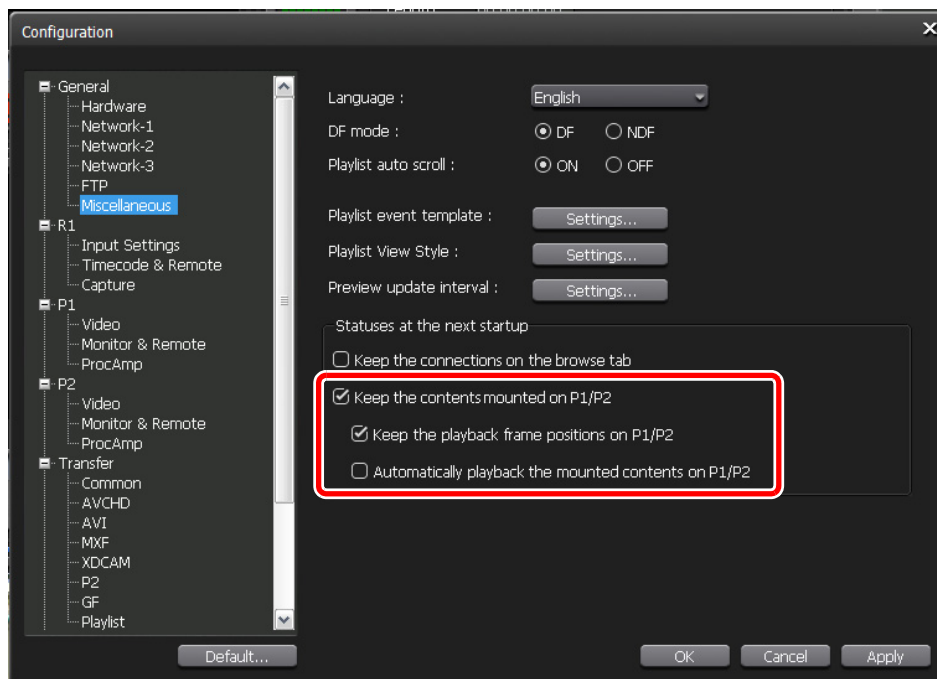 Configuration
General
Hardware
Network-1
Network-2
Network-3
FTP
Miscellaneous
R1
Input Settings
Timecode & Remote
Capture
P1
Video
Monitor & Remote
ProcAmp
P2
Video
Monitor & Remote
ProcAmp
Transfer
Common
AVCHD
AVI
MXF
XDCAM
P2
GF
Playlist
Default...
Language :
English
DF mode :
DF
NDF
Playlist auto scroll :
ON
OFF
Playlist event template :
Settings...
Playlist View Style :
Settings...
Preview update interval :
Settings...
Statuses at the next startup
Keep the connections on the browse tab
Keep the contents mounted on P1/P2
Keep the playback frame positions on P1/P2
Automatically playback the mounted contents on P1/P2
OK
Cancel
Apply